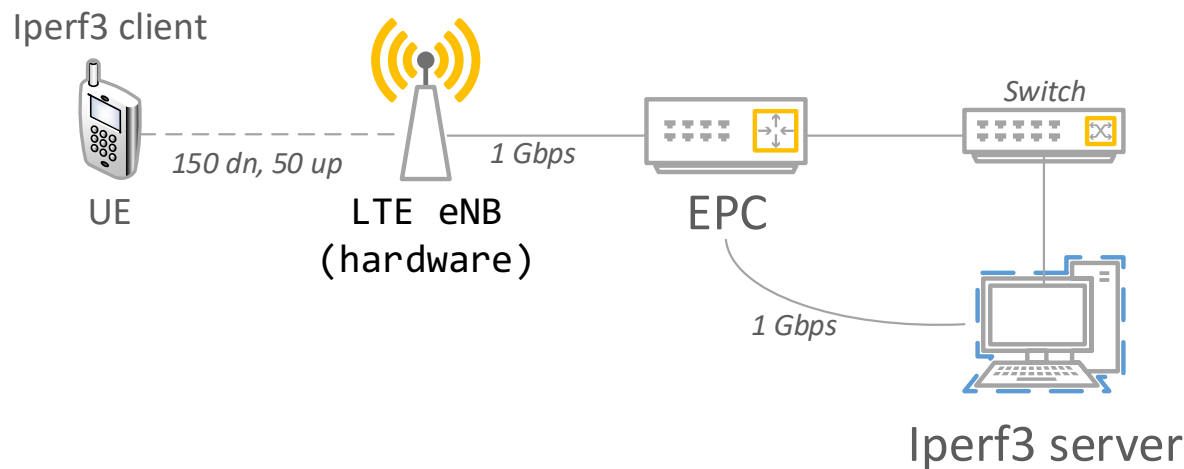 Iperf3 client
Switch
150 dn, 50 up
1 Gbps
UE
LTE eNB
(hardware)
EPC
1 Gbps
Iperf3 server